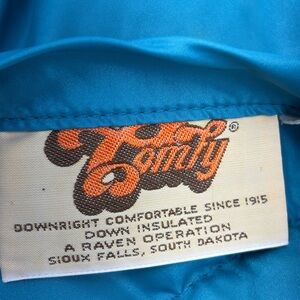 Comfy®
DOWNRIGHT COMFORTABLE SINCE 1915
DOWN INSULATED
A RAVEN OPERATION
SIOUX FALLS, SOUTH DAKOTA